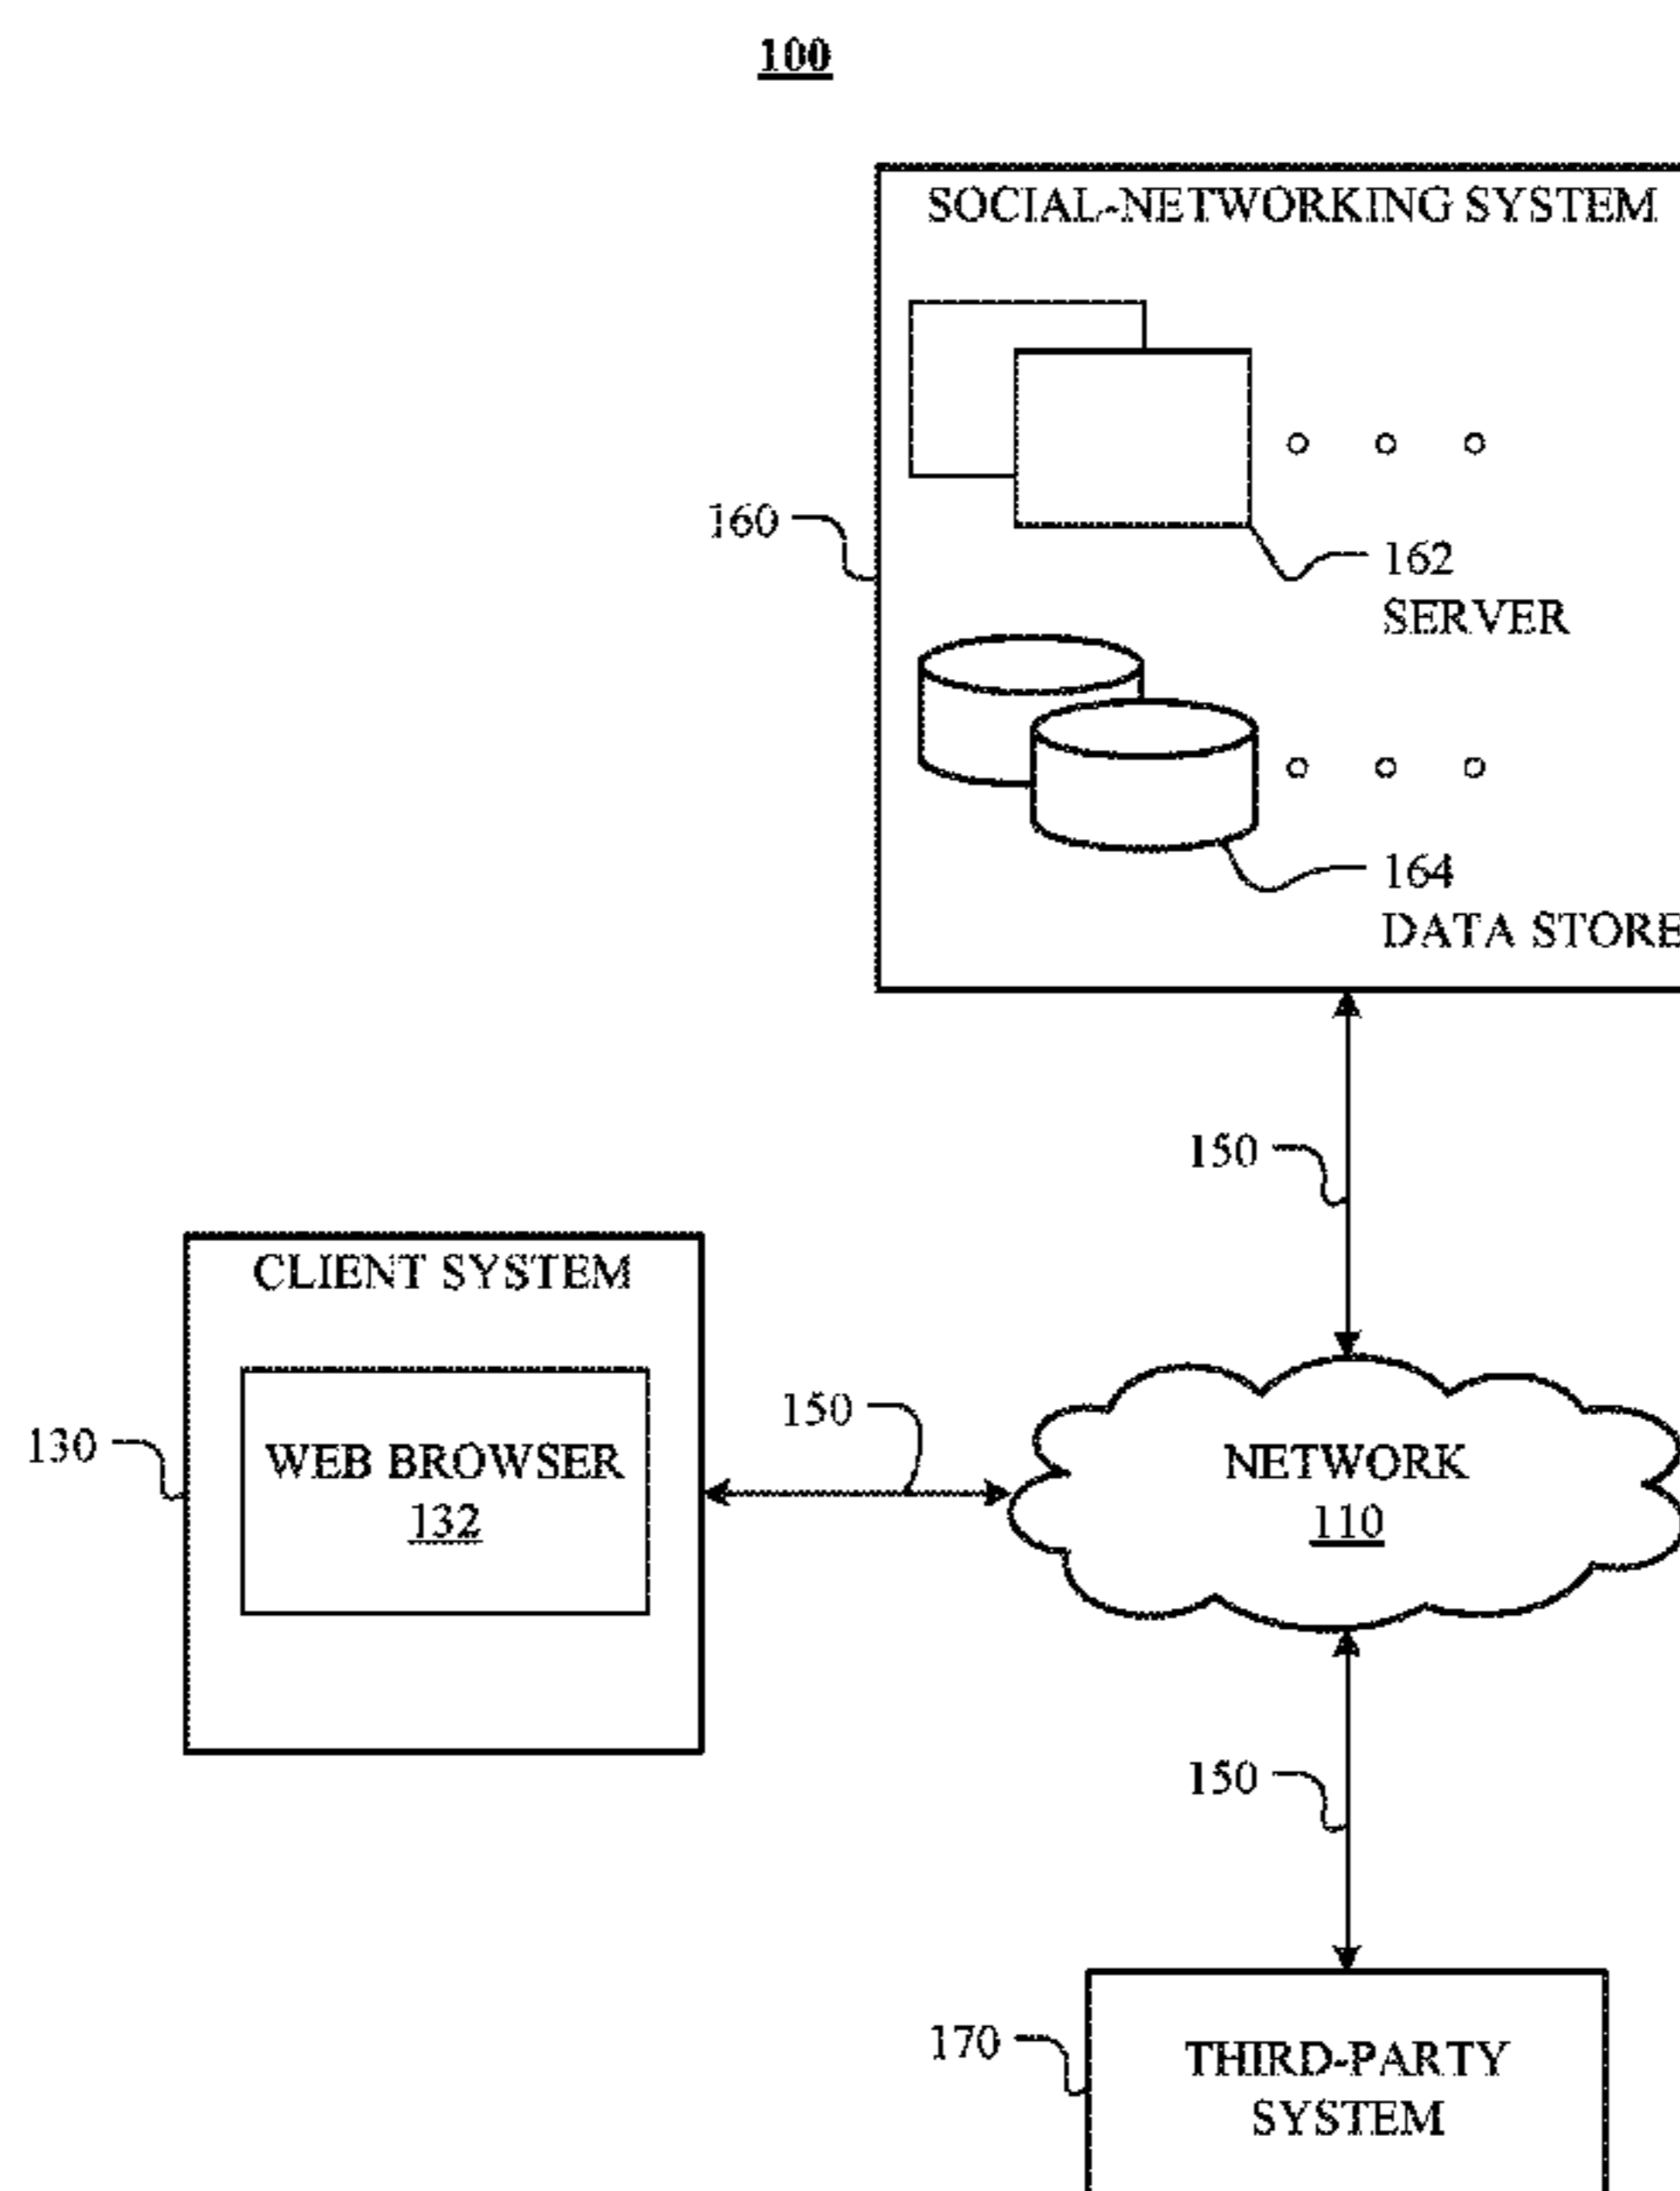 100
SOCIAL-NETWORKING SYSTEM
160
162
SERVER
164
DATA STORE
150
CLIENT SYSTEM
WEB BROWSER
132
130
150
NETWORK
110
150
170
THIRD-PARTY
SYSTEM